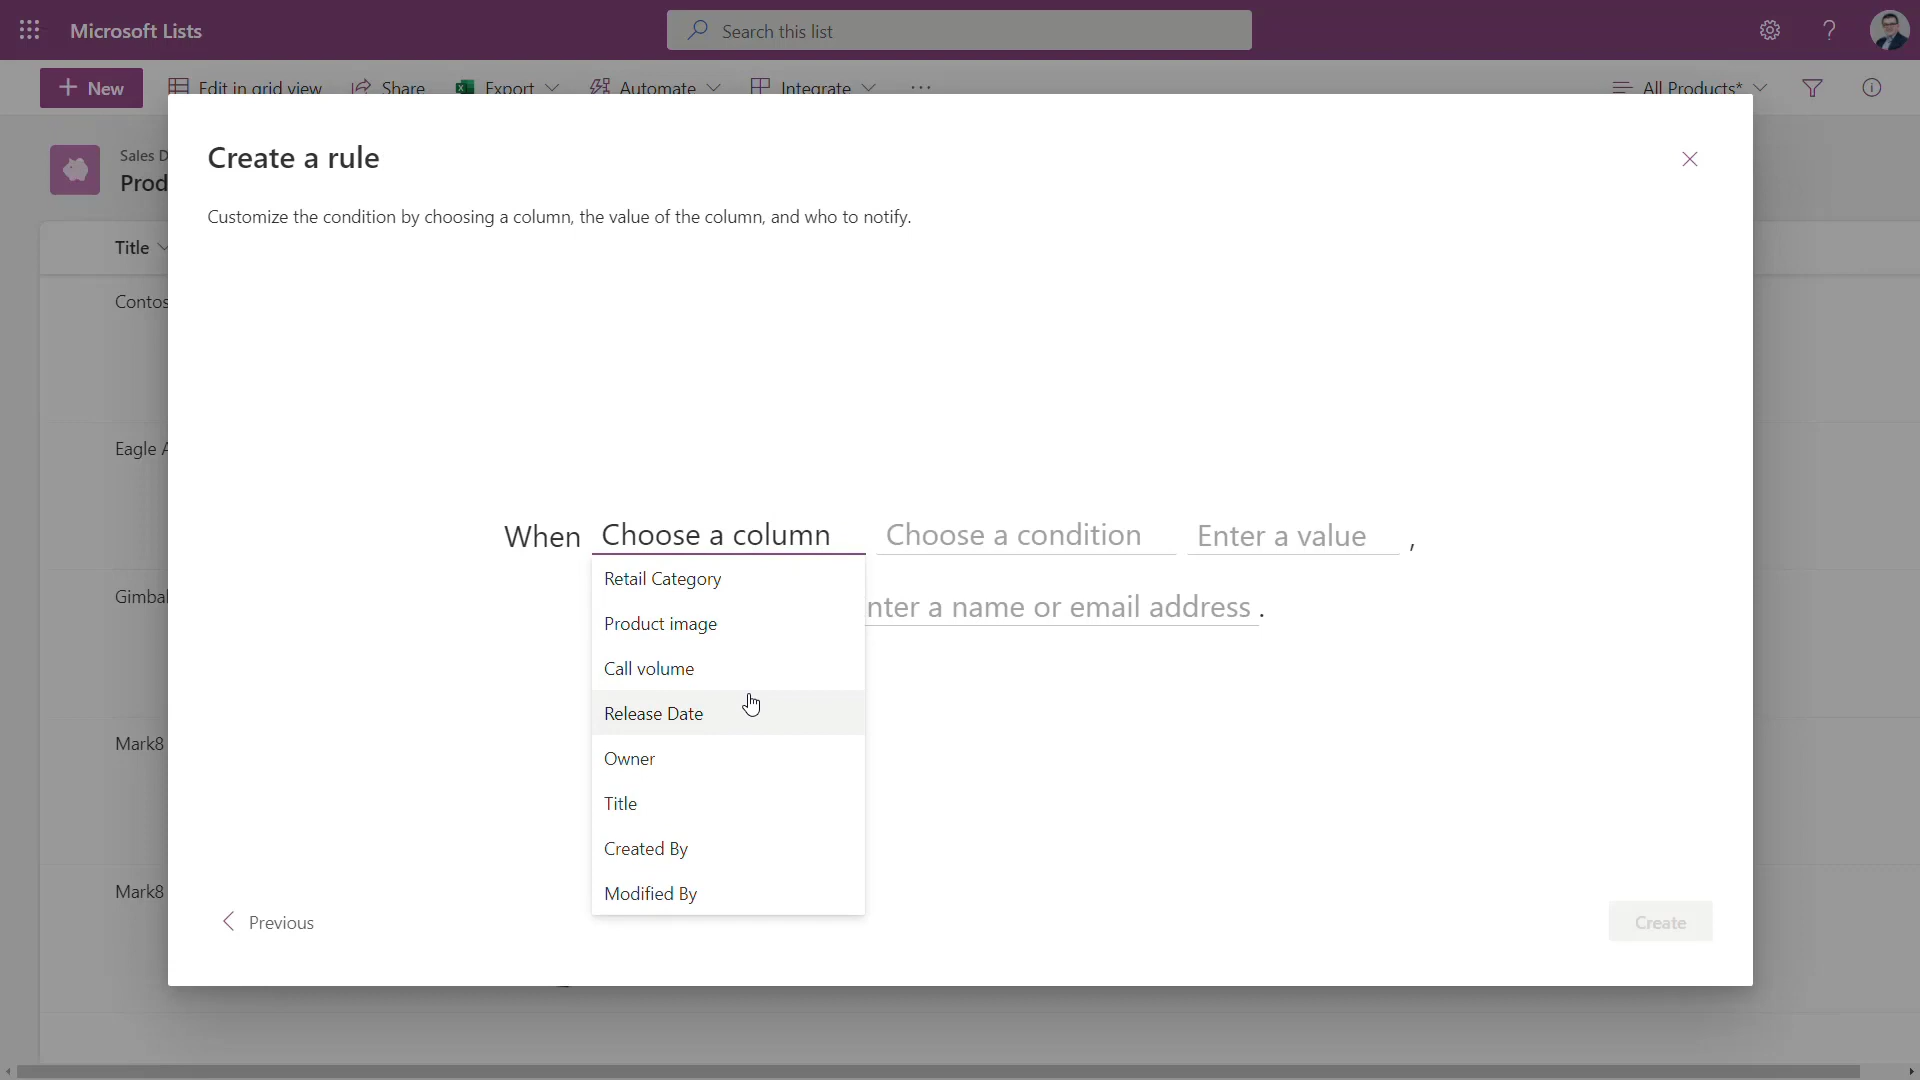 Microsoft Lists
Search this list
?
+ New
Edit in grid view
Share
Export
Automate
Integrate
...
All Products*
Sales D
Prod
Title
Contos
Eagle A
Gimbal
Mark8
Mark8
Create a rule
Customize the condition by choosing a column, the value of the column, and who to notify.
When Choose a column Choose a condition Enter a value ,
nter a name or email address .
Retail Category
Product image
Call volume
Release Date
Owner
Title
Created By
Modified By
Previous
Create